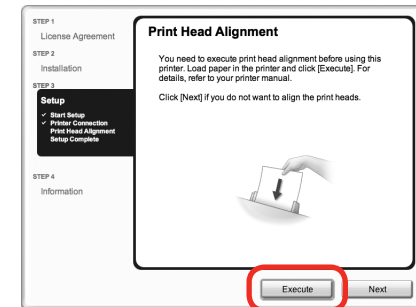 STEP 1
License Agreement
STEP 2
Installation
STEP 3
Setup
✓ Start Setup
✓ Printer Connection
Print Head Alignment
Setup Complete
STEP 4
Information
Print Head Alignment
You need to execute print head alignment before using this
printer. Load paper in the printer and click [Execute]. For
details, refer to your printer manual.
Click [Next] if you do not want to align the print heads.
Execute
Next